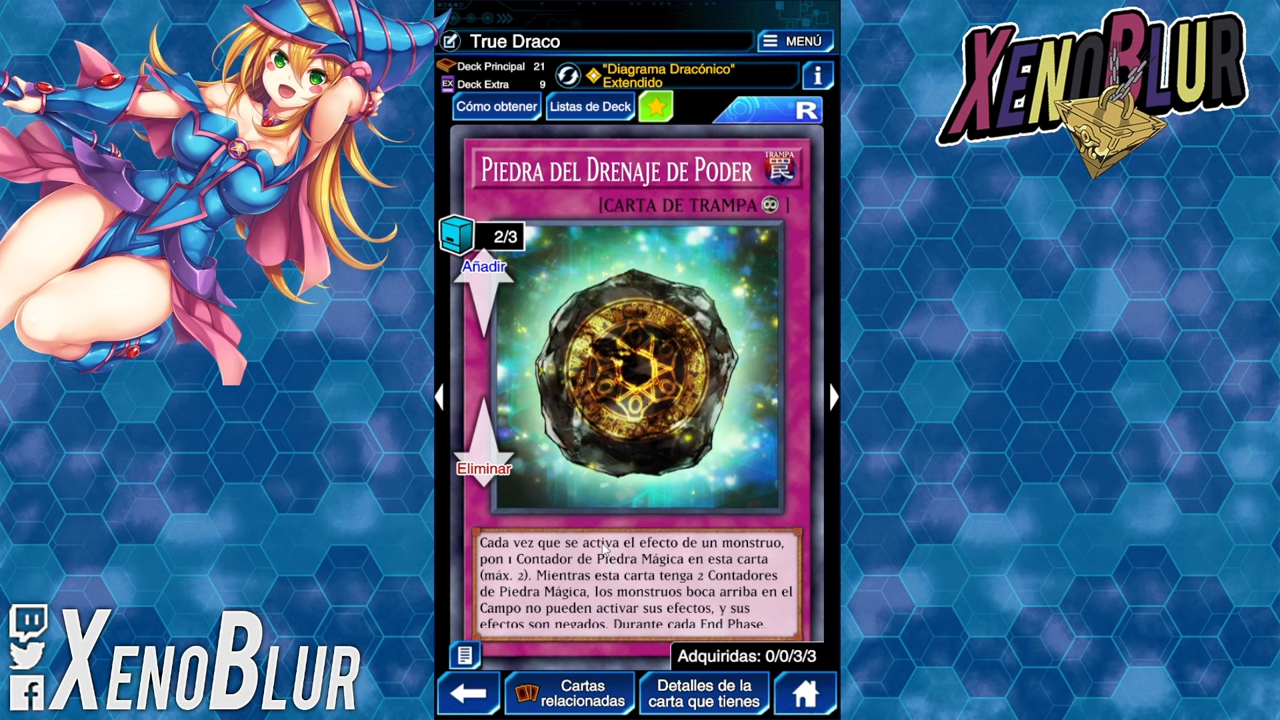 True Draco
MENÚ
Deck Principal 21
EX Deck Extra 9
"Diagrama Dracónico"
Extendido
i
Cómo obtener
Listas de Deck
R
PIEDRA DEL DRENAJE DE PODER
TRAMPA
罠
[CARTA DE TRAMPA ]
2/3
Añadir
Eliminar
Cada vez que se activa el efecto de un monstruo,
pon 1 Contador de Piedra Mágica en esta carta
(máx. 2). Mientras esta carta tenga 2 Contadores
de Piedra Mágica, los monstruos boca arriba en el
Campo no pueden activar sus efectos, y sus
efectos son negados. Durante cada End Phase,
Adquiridas: 0/0/3/3
Cartas
relacionadas
Detalles de la
carta que tienes
XENOBLUR
XENOBLUR